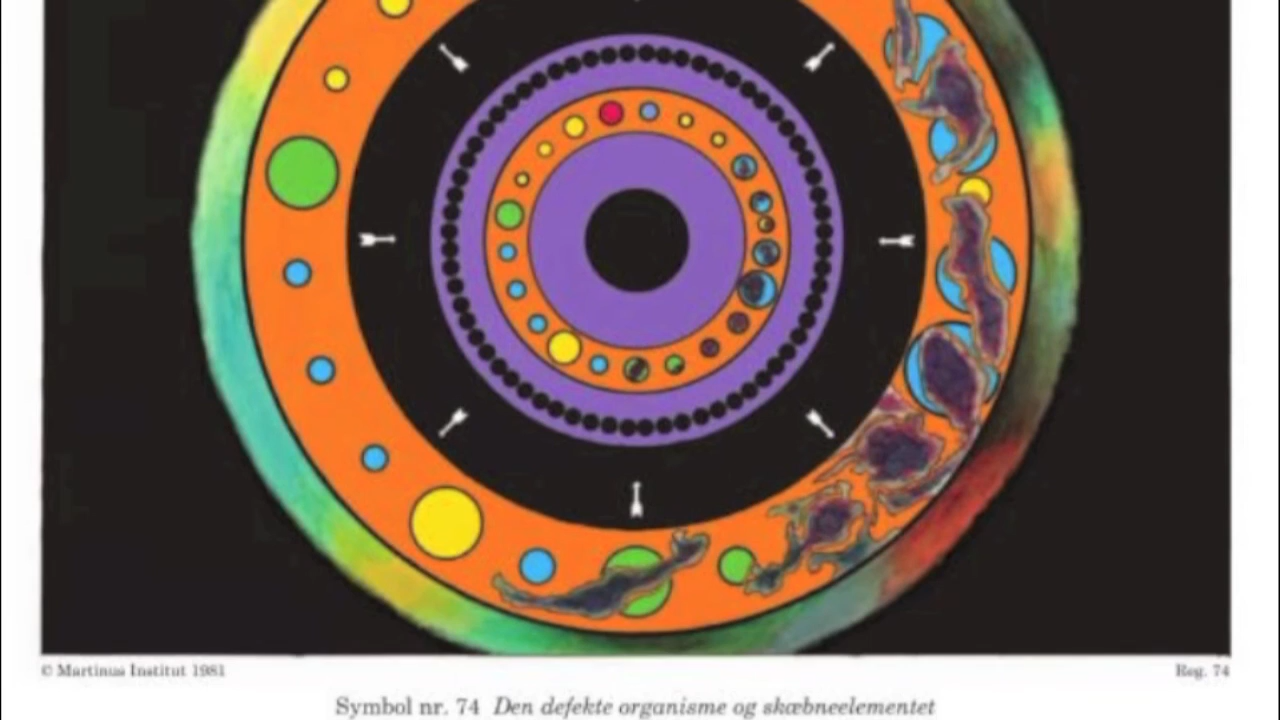 © Martinus Institut 1981
Reg. 74
Symbol nr. 74 Den defekte organisme og skæbneelementet